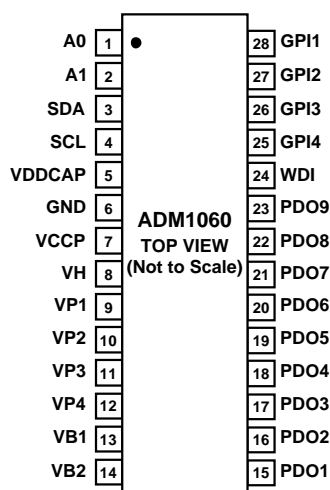 A0 1 28 GPI1
A1 2 27 GPI2
SDA 3 26 GPI3
SCL 4 25 GPI4
VDDCAP 5 24 WDI
GND 6 23 PDO9
ADM1060
VCCP 7 22 PDO8
TOP VIEW
(Not to Scale)
VH 8 21 PDO7
VP1 9 20 PDO6
VP2 10 19 PDO5
VP3 11 18 PDO4
VP4 12 17 PDO3
VB1 13 16 PDO2
VB2 14 15 PDO1